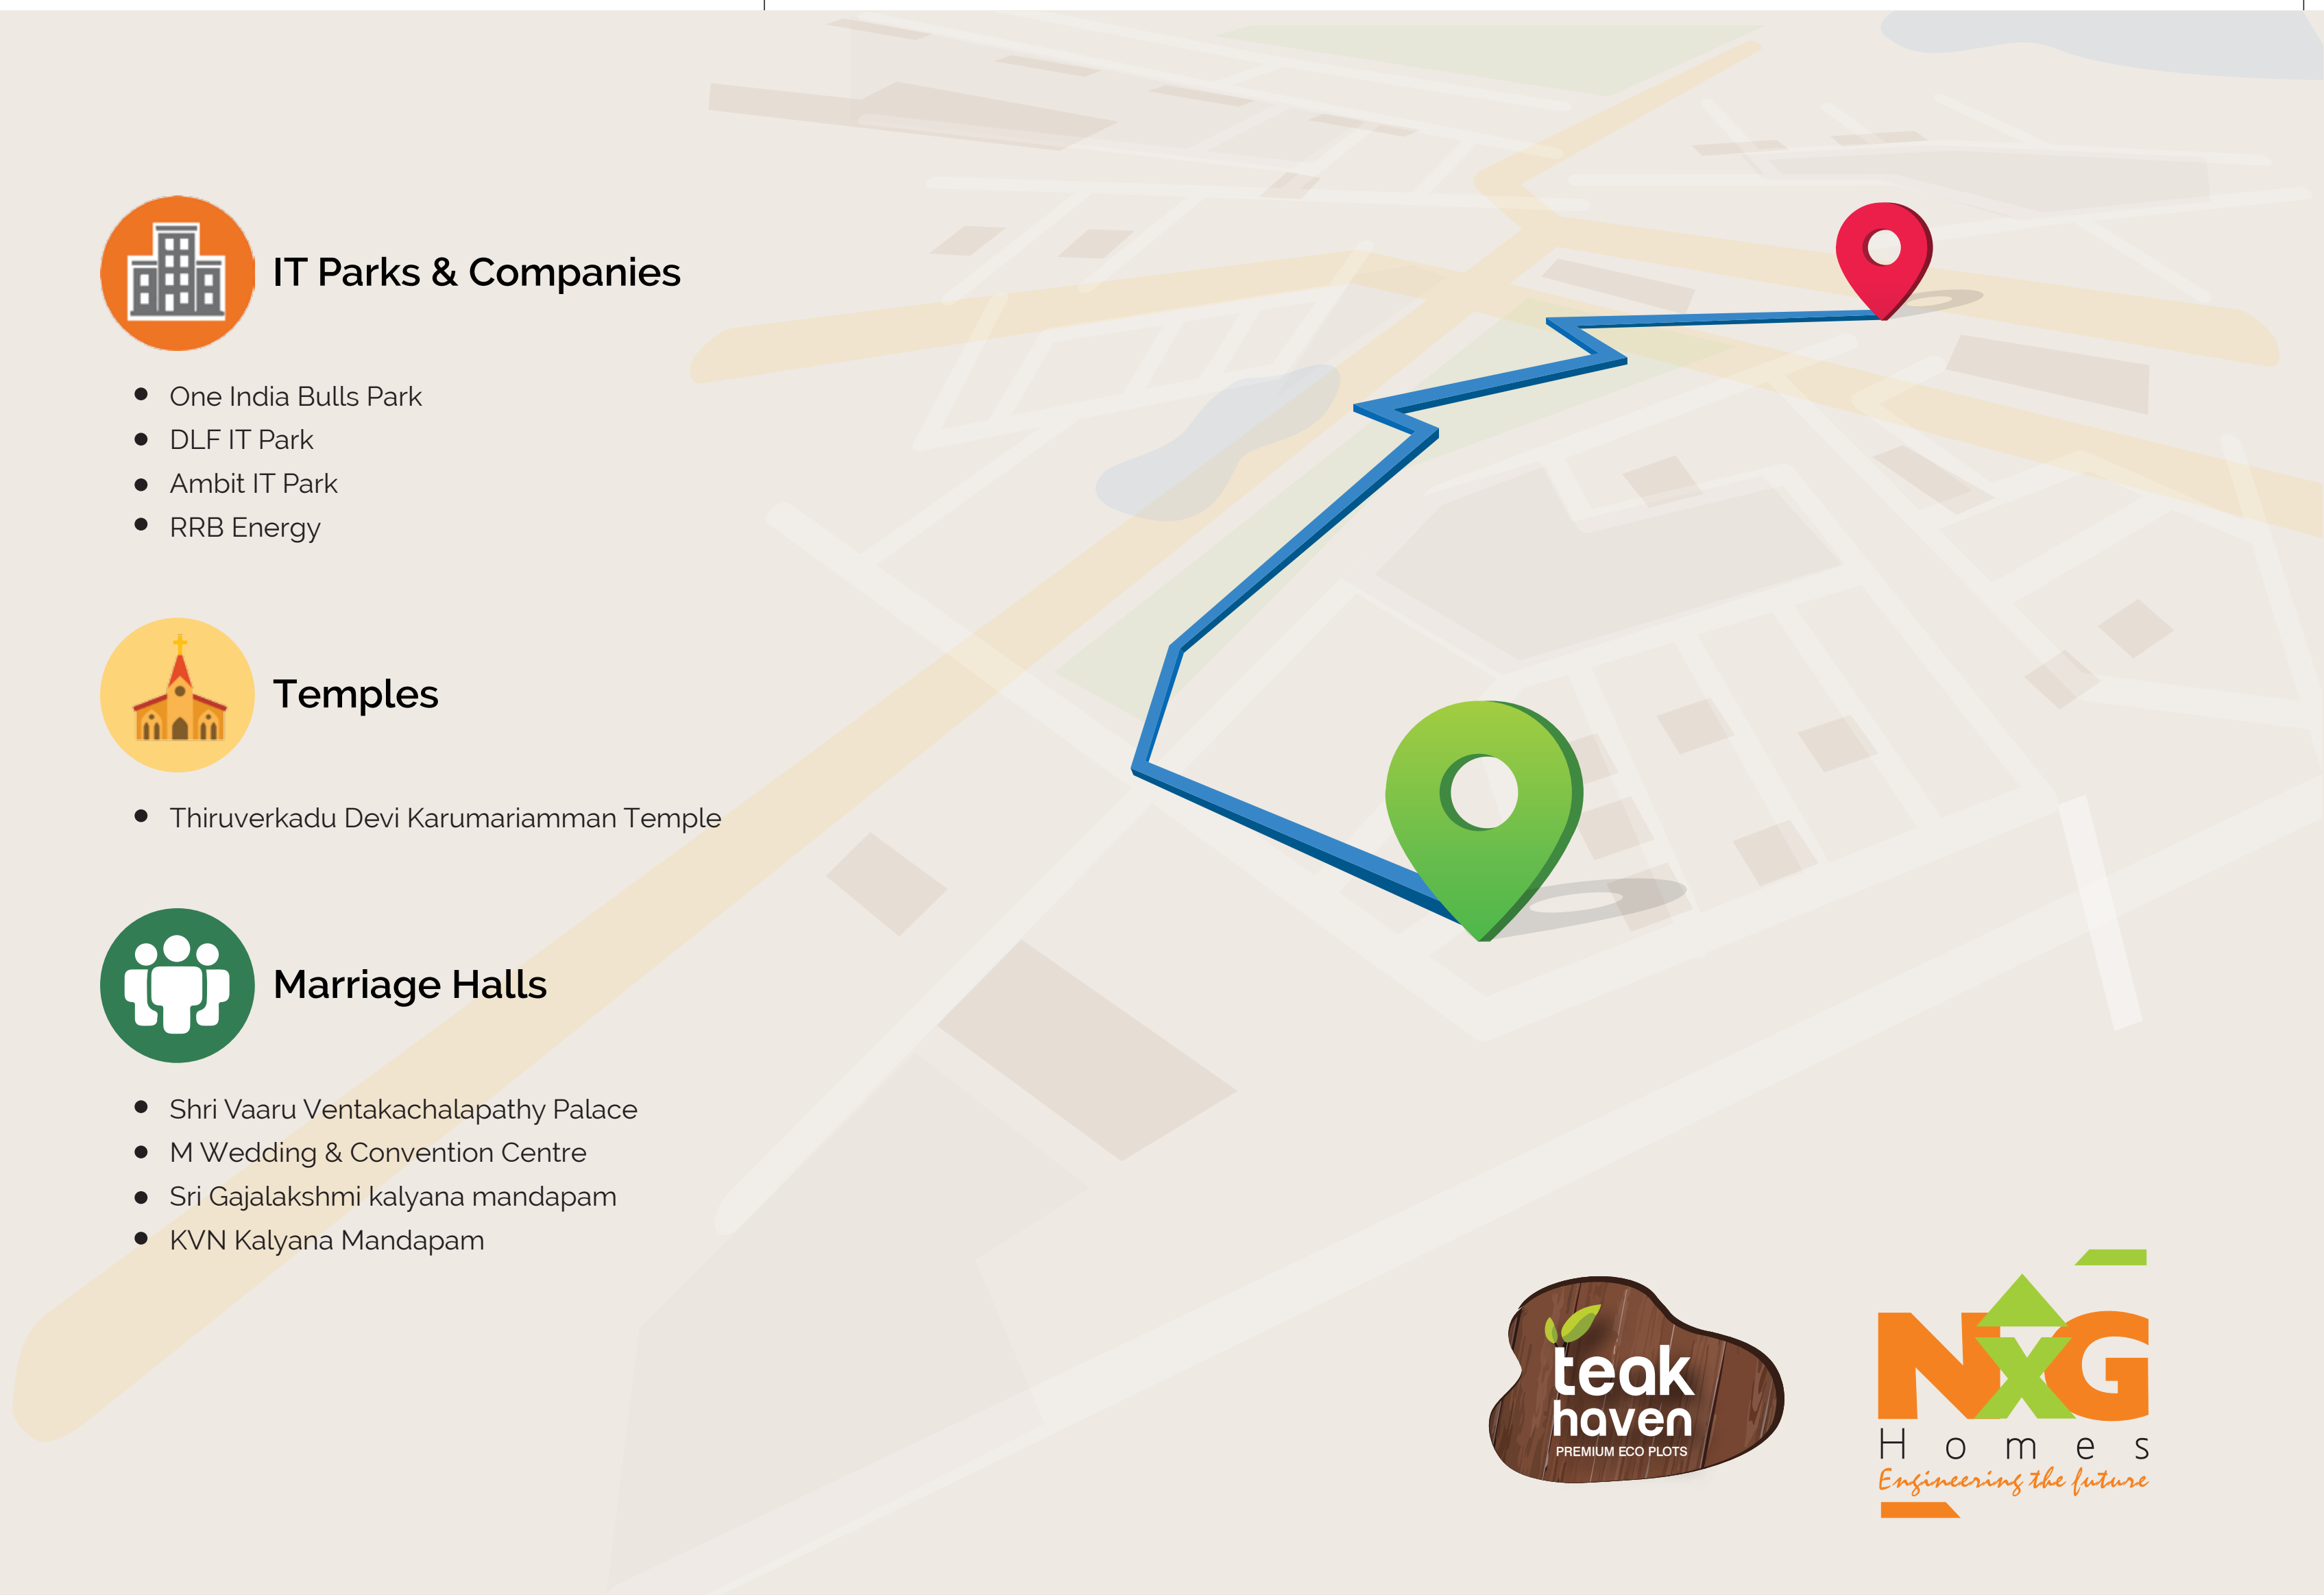 IT Parks & Companies
One India Bulls Park
DLF IT Park
Ambit IT Park
RRB Energy
Temples
Thiruverkadu Devi Karumariamman Temple
Marriage Halls
Shri Vaaru Ventakachalapathy Palace
M Wedding & Convention Centre
Sri Gajalakshmi kalyana mandapam
KVN Kalyana Mandapam
teak
haven
PREMIUM ECO PLOTS
NxG
Homes
Engineering the future